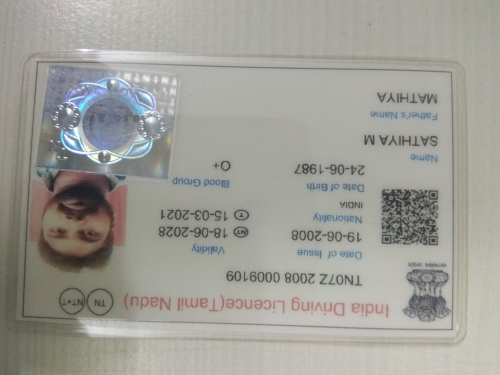 India Driving Licence(Tamil Nadu)
TN NT+T
TN07Z 2008 0009109
Date of Issue Validity
19-06-2008 NT 18-06-2028
Nationality T 15-03-2021
INDIA
Date of Birth Blood Group
24-06-1987 O+
Name
SATHIYA M
Father's Name
MATHIYA